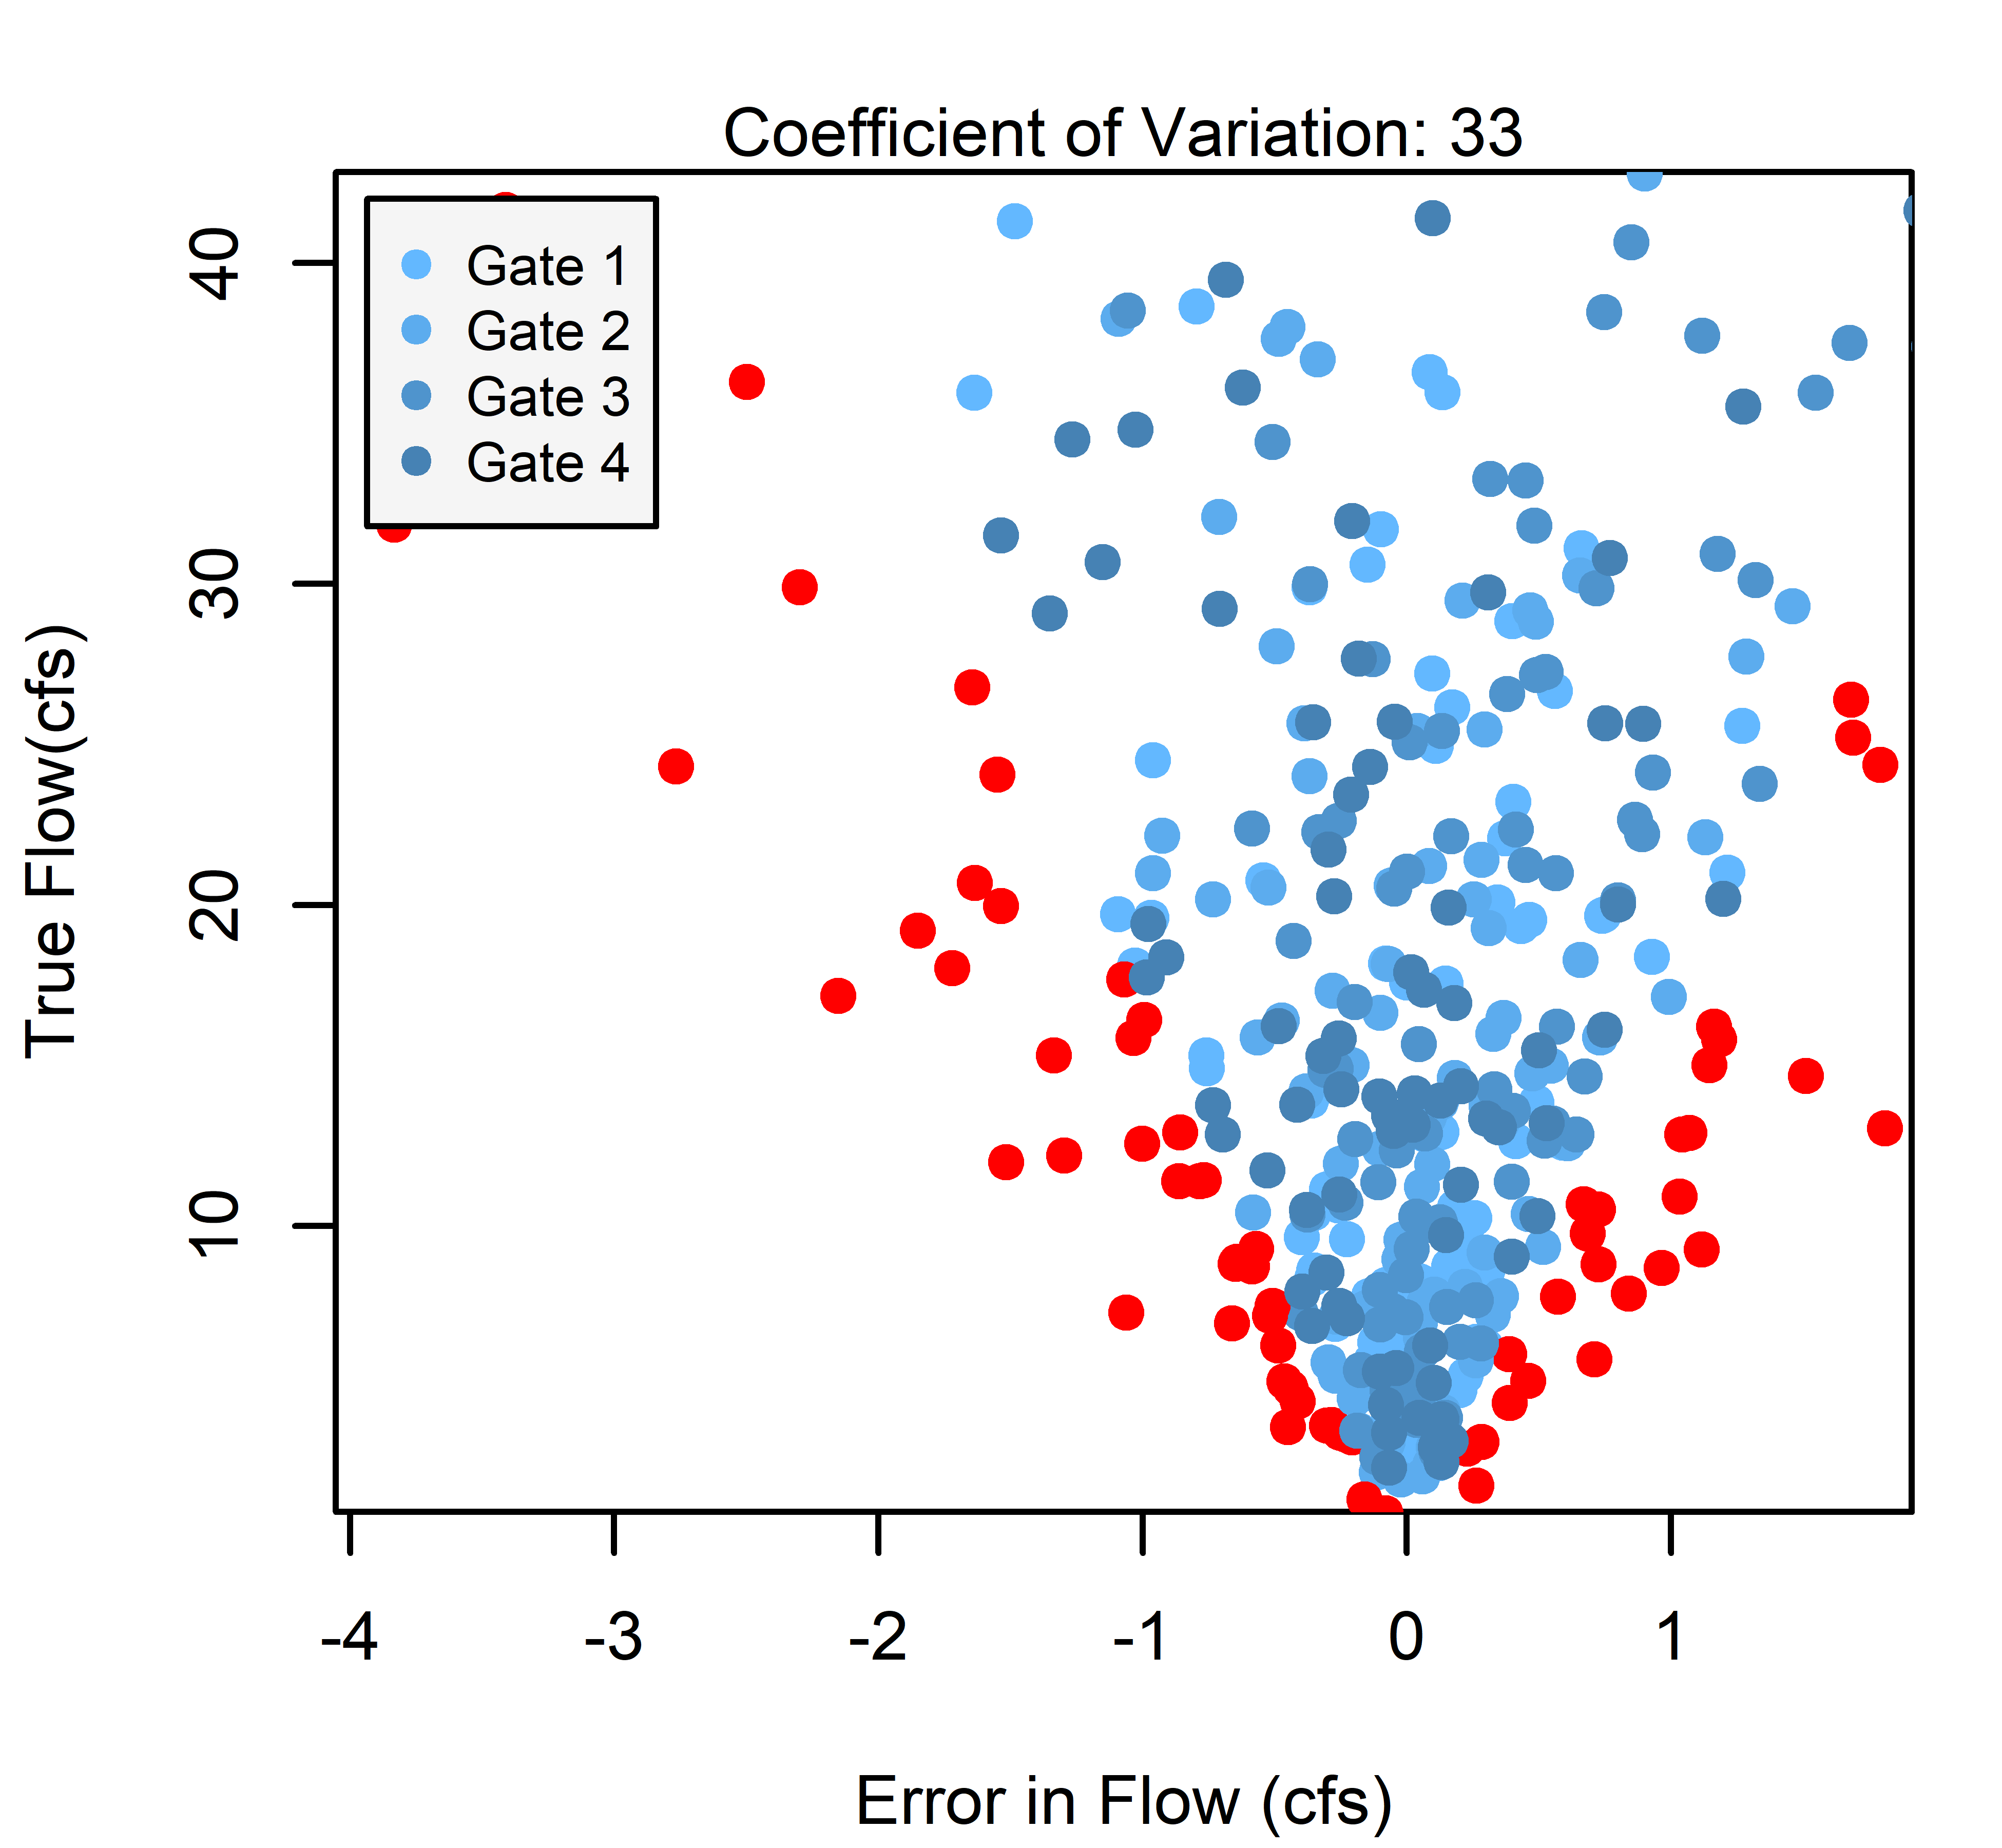 Coefficient of Variation: 33
Gate 1
Gate 2
Gate 3
Gate 4
True Flow(cfs)
40
30
20
10
-4 -3 -2 -1 0 1
Error in Flow (cfs)